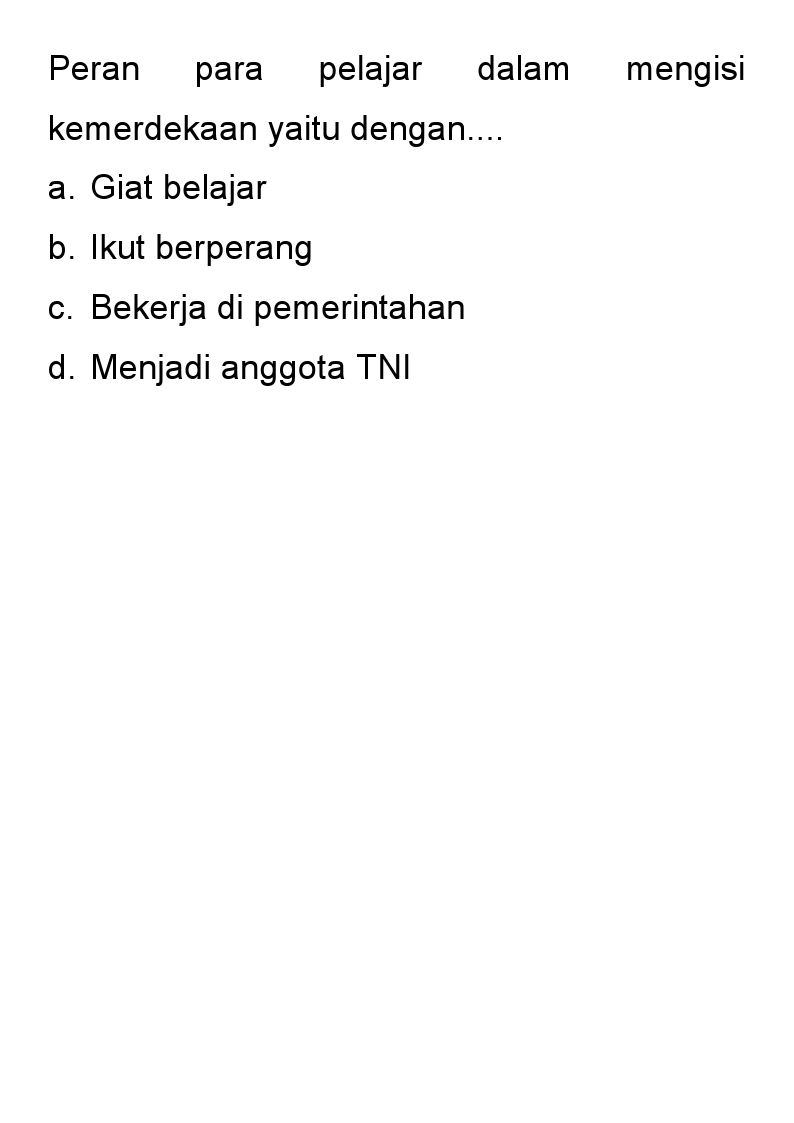 Peran para pelajar dalam mengisi
kemerdekaan yaitu dengan....
a. Giat belajar
b. Ikut berperang
c. Bekerja di pemerintahan
d. Menjadi anggota TNI